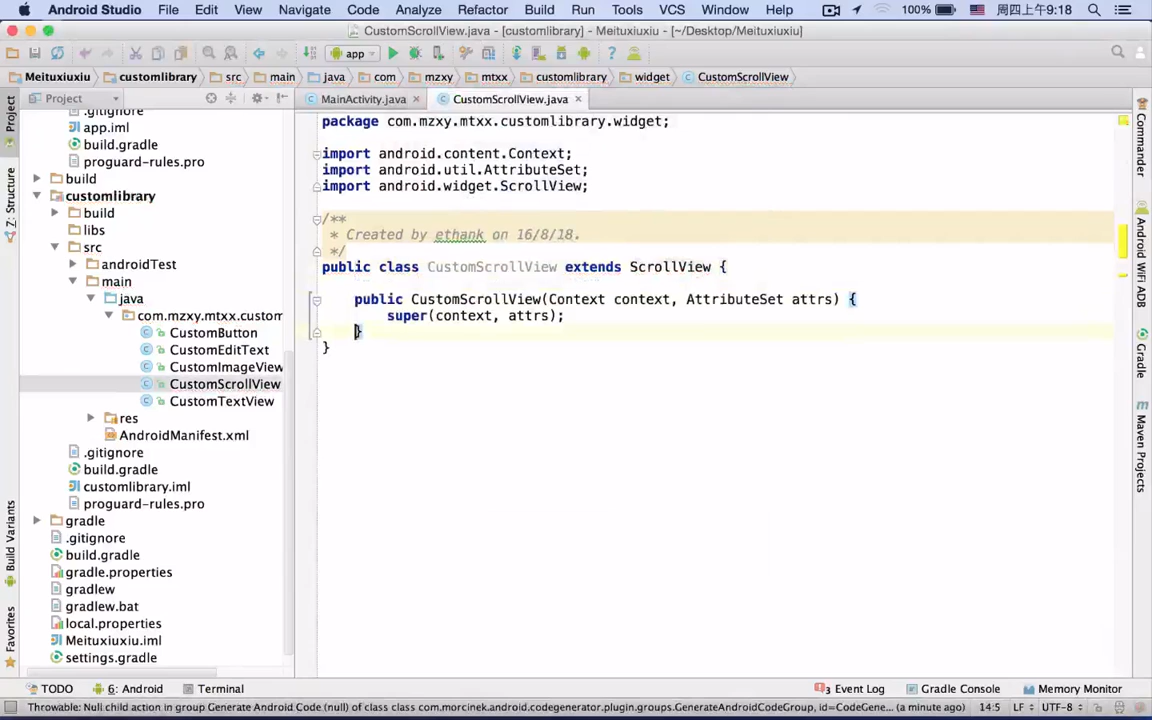 Android Studio File Edit View Navigate Code Analyze Refactor Build Run Tools VCS Window Help 100% 周四上午9:18
CustomScrollView.java - [customlibrary] - Meituxiuxiu - [~/Desktop/Meituxiuxiu]
app
Meituxiuxiu customlibrary src main java com mzxy mtxx customlibrary widget CustomScrollView
Project
MainActivity.java CustomScrollView.java
.gitignore
app.iml
build.gradle
proguard-rules.pro
build
customlibrary
build
libs
src
androidTest
main
java
com.mzxy.mtxx.custom
CustomButton
CustomEditText
CustomImageView
CustomScrollView
CustomTextView
res
AndroidManifest.xml
.gitignore
build.gradle
customlibrary.iml
proguard-rules.pro
gradle
.gitignore
build.gradle
gradle.properties
gradlew
gradlew.bat
local.properties
Meituxiuxiu.iml
settings.gradle
package com.mzxy.mtxx.customlibrary.widget;
import android.content.Context;
import android.util.AttributeSet;
import android.widget.ScrollView;
/**
* Created by ethank on 16/8/18.
*/
public class CustomScrollView extends ScrollView {
public CustomScrollView(Context context, AttributeSet attrs) {
super(context, attrs);
}
}
1: Project
7: Structure
Build Variants
2: Favorites
Commander
Android WiFi ADB
Gradle
Maven Projects
TODO 6: Android Terminal 3 Event Log Gradle Console Memory Monitor
Throwable: Null child action in group Generate Android Code (null) of class class com.morcinek.android.codegenerator.plugin.groups.GenerateAndroidCodeGroup, id=CodeGene... (a minute ago) 14:5 LF UTF-8